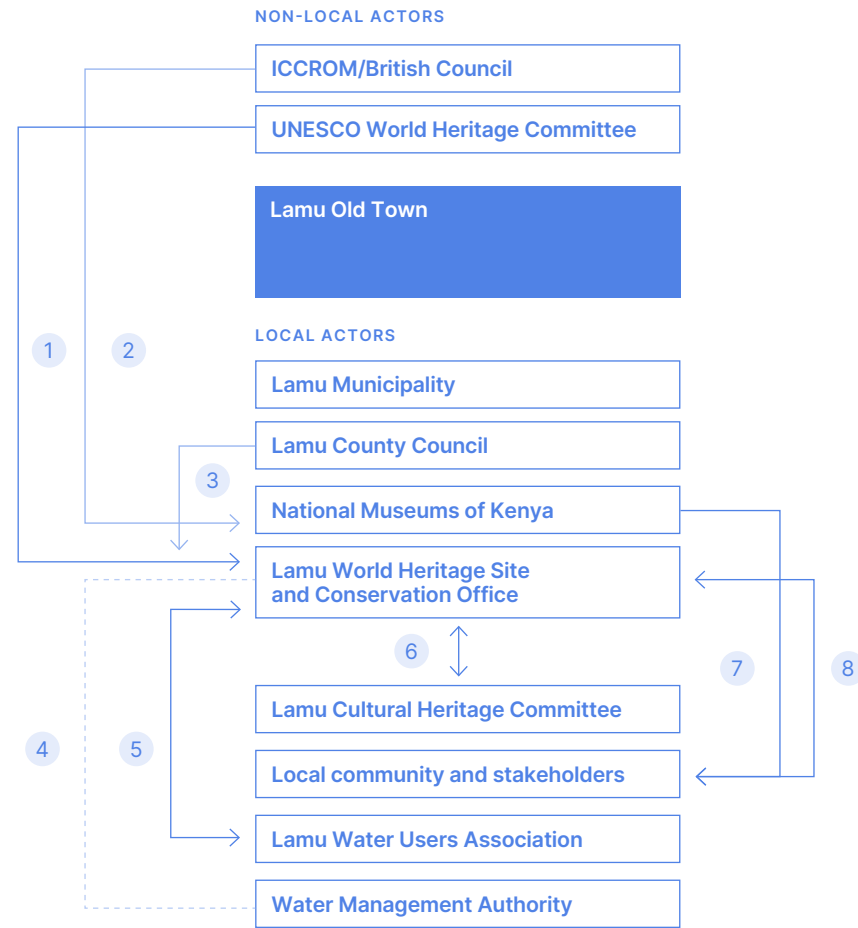 NON-LOCAL ACTORS
ICCROM/British Council
UNESCO World Heritage Committee
Lamu Old Town
LOCAL ACTORS
1
2
Lamu Municipality
Lamu County Council
3
National Museums of Kenya
Lamu World Heritage Site
and Conservation Office
6
7
8
Lamu Cultural Heritage Committee
4
5
Local community and stakeholders
Lamu Water Users Association
Water Management Authority